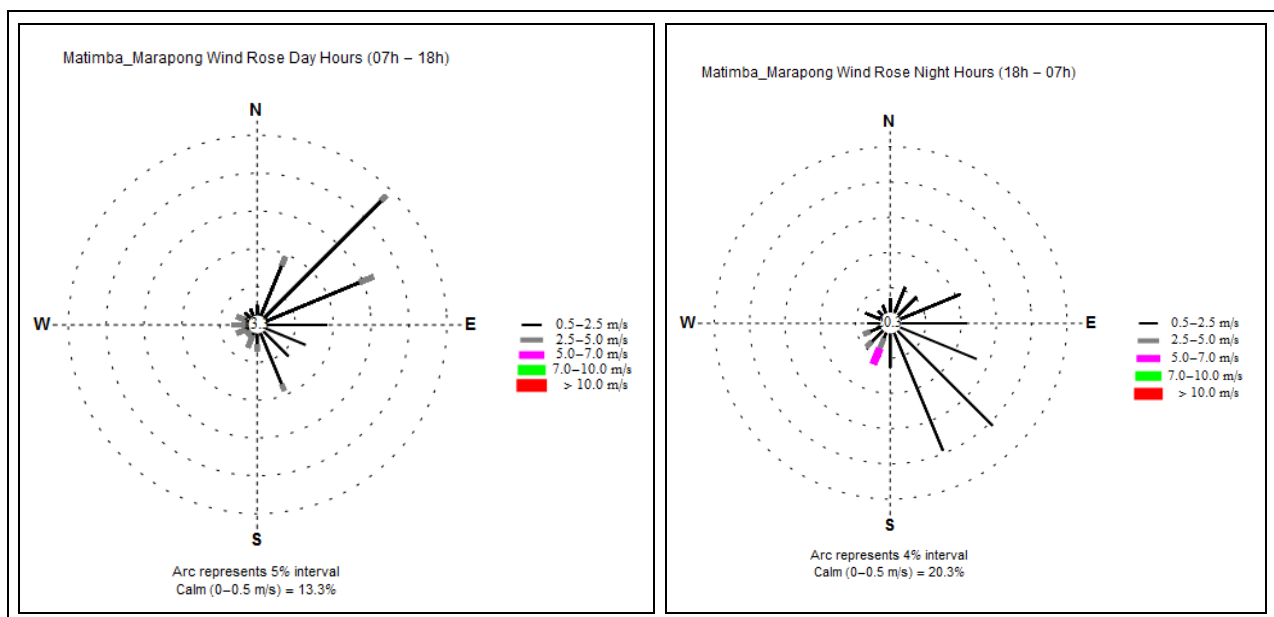 Matimba_Marapong Wind Rose Day Hours (07h – 18h)
N
W
3.
E
S
0.5–2.5 m/s
2.5–5.0 m/s
5.0–7.0 m/s
7.0–10.0 m/s
> 10.0 m/s
Arc represents 5% interval
Calm (0–0.5 m/s) = 13.3%
Matimba_Marapong Wind Rose Night Hours (18h – 07h)
N
W
0.
E
S
0.5–2.5 m/s
2.5–5.0 m/s
5.0–7.0 m/s
7.0–10.0 m/s
> 10.0 m/s
Arc represents 4% interval
Calm (0–0.5 m/s) = 20.3%